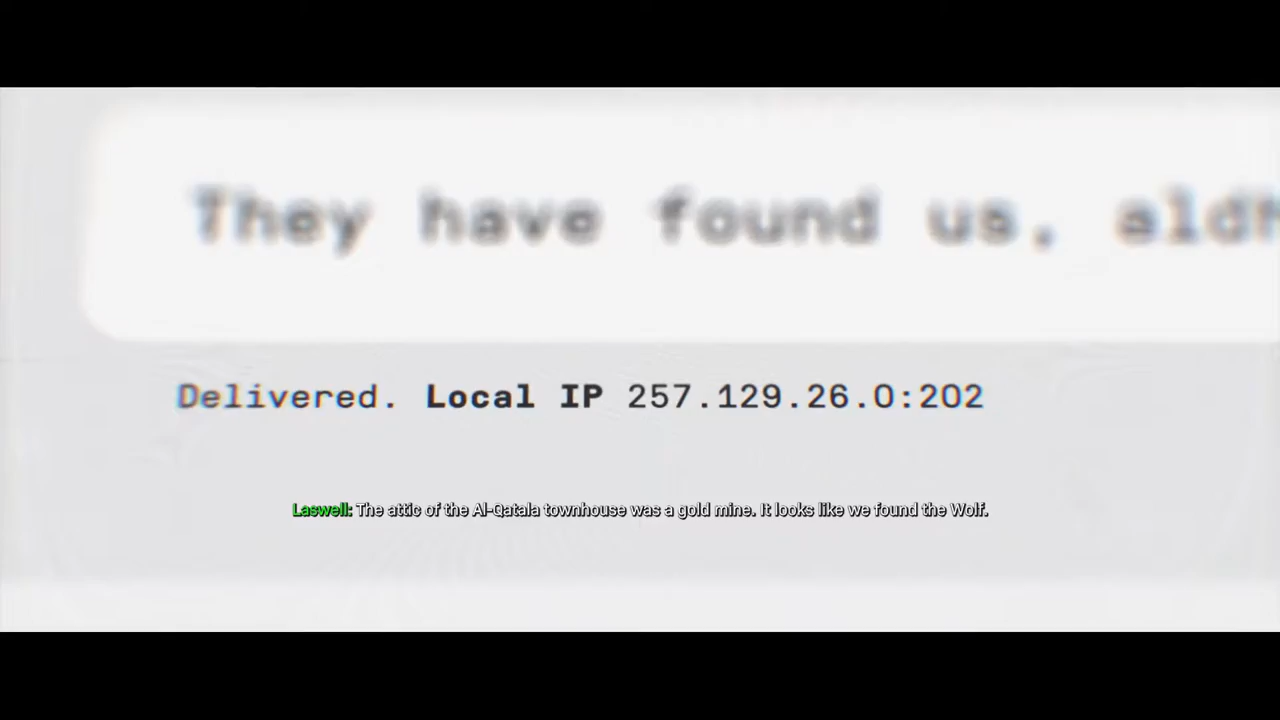 They have found us, aldh
Delivered. Local IP 257.129.26.0:202
Laswell: The attic of the Al-Qatala townhouse was a gold mine. It looks like we found the Wolf.